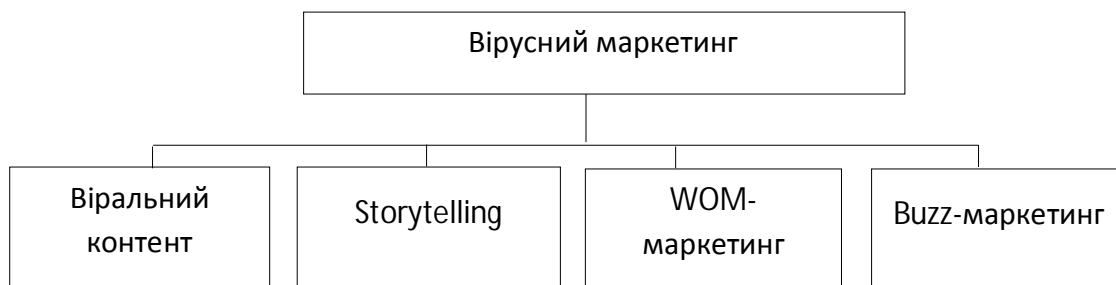 Вірусний маркетинг
Віральний
контент
Storytelling
WOM-
маркетинг
Buzz-маркетинг